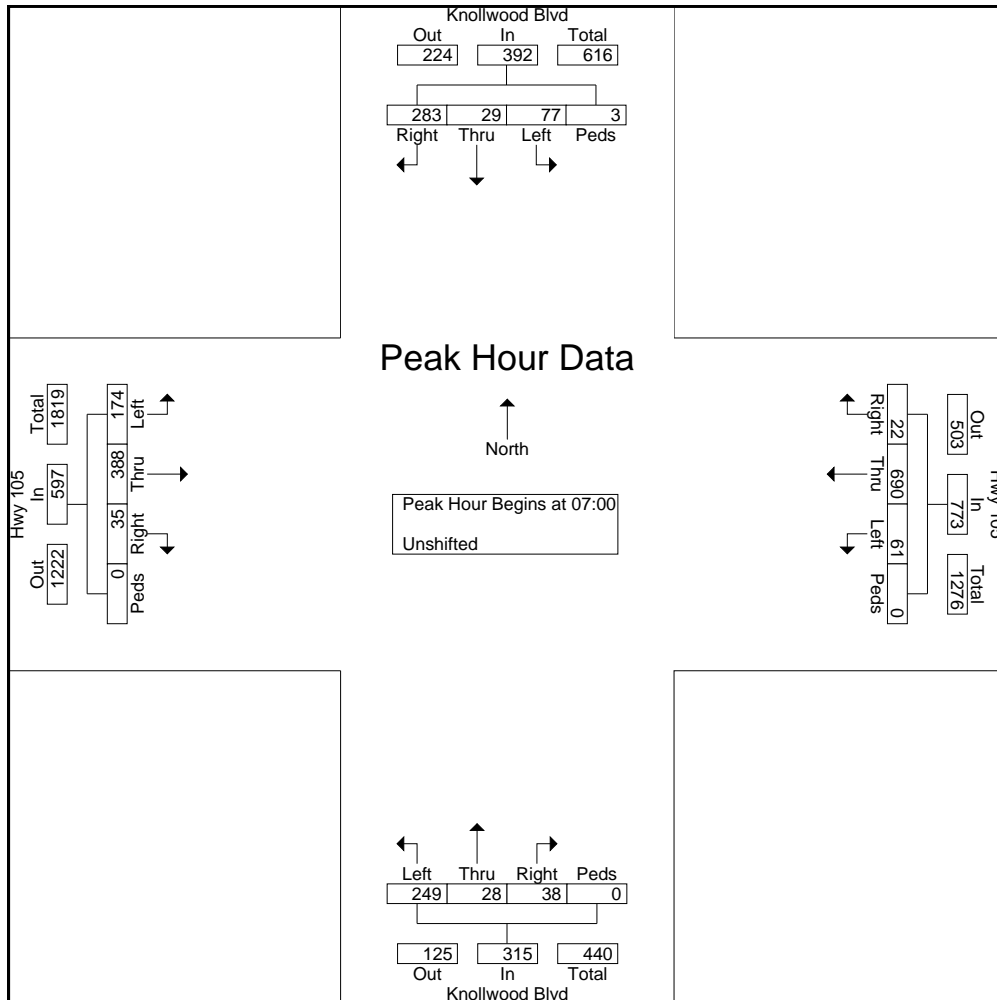 Knollwood Blvd
Out In Total
224 392 616
283 29 77 3
Right Thru Left Peds
Peak Hour Data
North
Peak Hour Begins at 07:00
Unshifted
Hwy 105
Total In Out
1819 597 1222
174 388 35 0
Left Thru Right Peds
Right Thru Left Peds
22 690 61 0
503 773 1276
Out In Total
Left Thru Right Peds
249 28 38 0
125 315 440
Out In Total
Knollwood Blvd